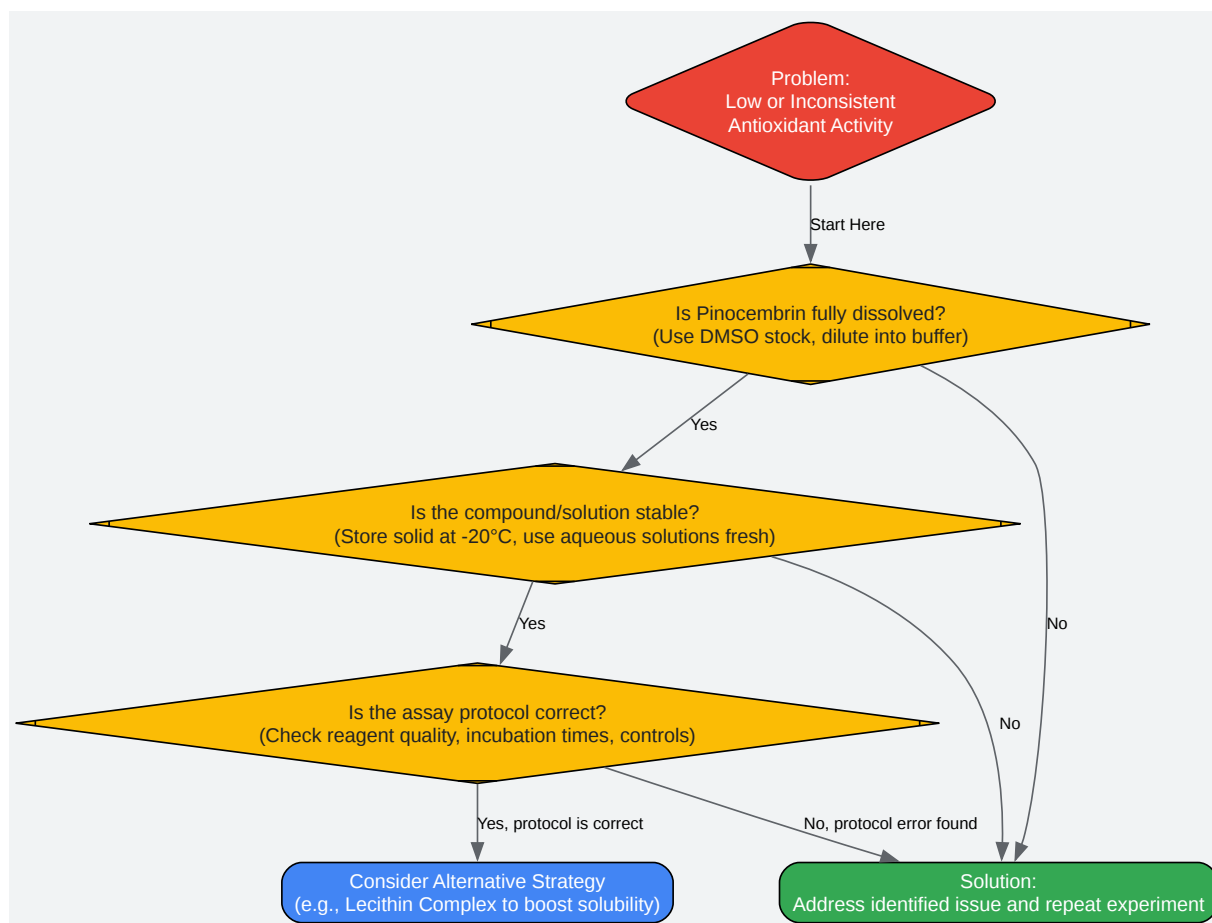 Problem:
Low or Inconsistent
Antioxidant Activity
Start Here
Is Pinocembrin fully dissolved?
(Use DMSO stock, dilute into buffer)
Yes
Is the compound/solution stable?
(Store solid at -20°C, use aqueous solutions fresh)
Yes
No
Is the assay protocol correct?
(Check reagent quality, incubation times, controls)
No
Yes, protocol is correct
No, protocol error found
Consider Alternative Strategy
(e.g., Lecithin Complex to boost solubility)
Solution:
Address identified issue and repeat experiment